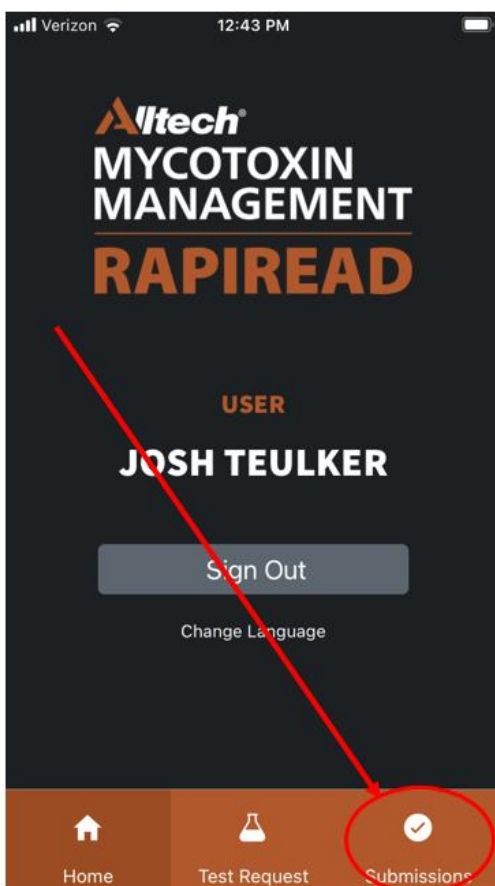 Verizon 12:43 PM
Alltech®
MYCOTOXIN
MANAGEMENT
RAPIREAD
USER
JOSH TEULKER
Sign Out
Change Language
Home Test Request Submissions